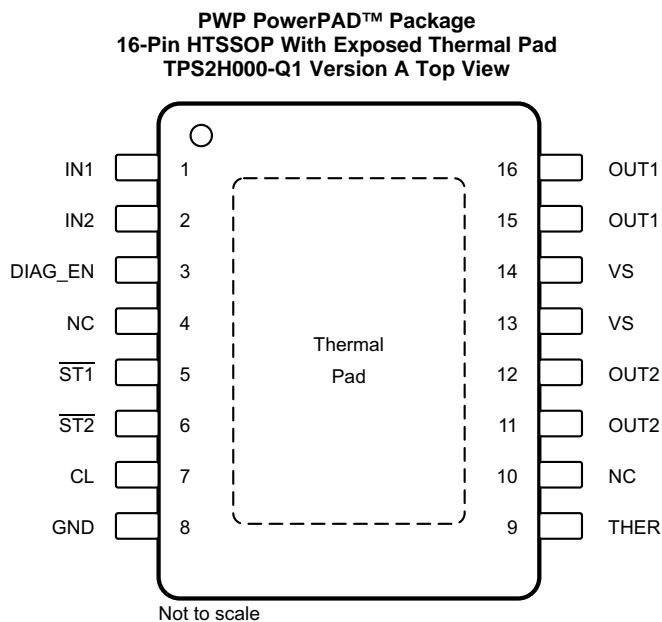 PWP PowerPAD™ Package
16-Pin HTSSOP With Exposed Thermal Pad
TPS2H000-Q1 Version A Top View
IN1 1 16 OUT1
IN2 2 15 OUT1
DIAG_EN 3 14 VS
NC 4 13 VS
Thermal
Pad
S̅T̅1̅ 5 12 OUT2
S̅T̅2̅ 6 11 OUT2
CL 7 10 NC
GND 8 9 THER
Not to scale